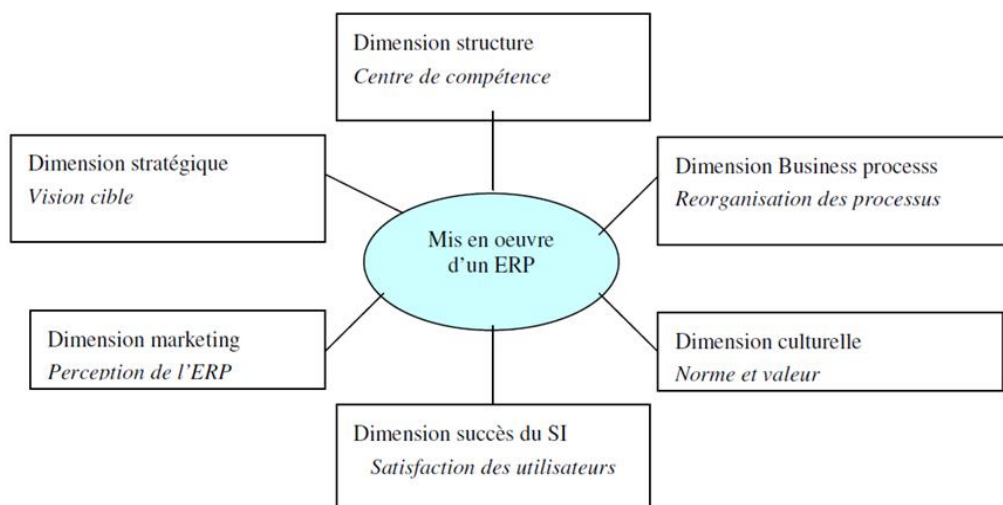 Dimension structure
Centre de compétence
Dimension stratégique
Vision cible
Dimension Business processs
Reorganisation des processus
Mis en oeuvre
d'un ERP
Dimension marketing
Perception de l'ERP
Dimension culturelle
Norme et valeur
Dimension succès du SI
Satisfaction des utilisateurs